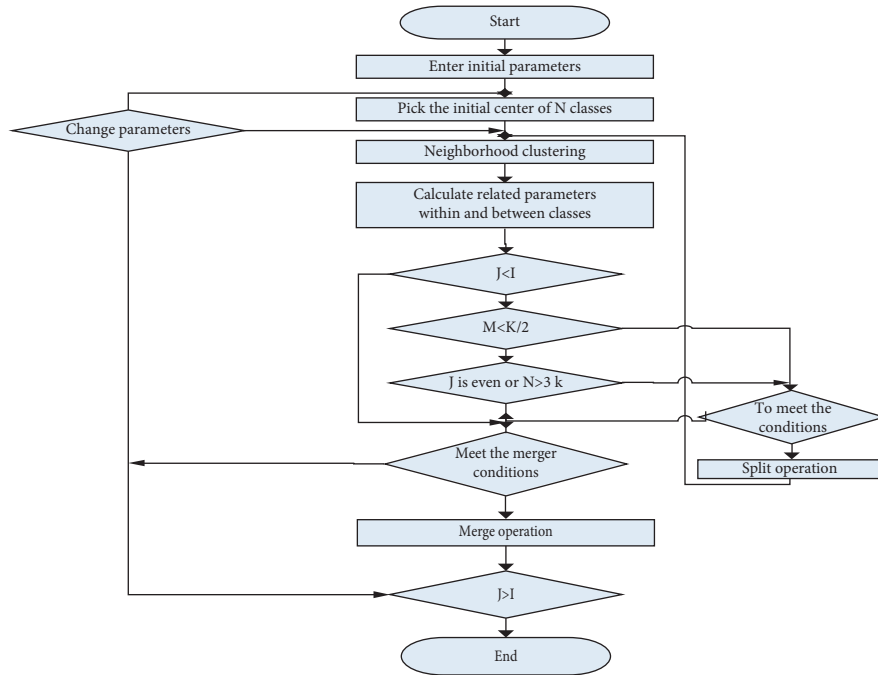 Start
Enter initial parameters
Pick the initial center of N classes
Change parameters
Neighborhood clustering
Calculate related parameters
within and between classes
J<I
M<K/2
J is even or N>3 k
To meet the
conditions
Meet the merger
conditions
Split operation
Merge operation
J>I
End